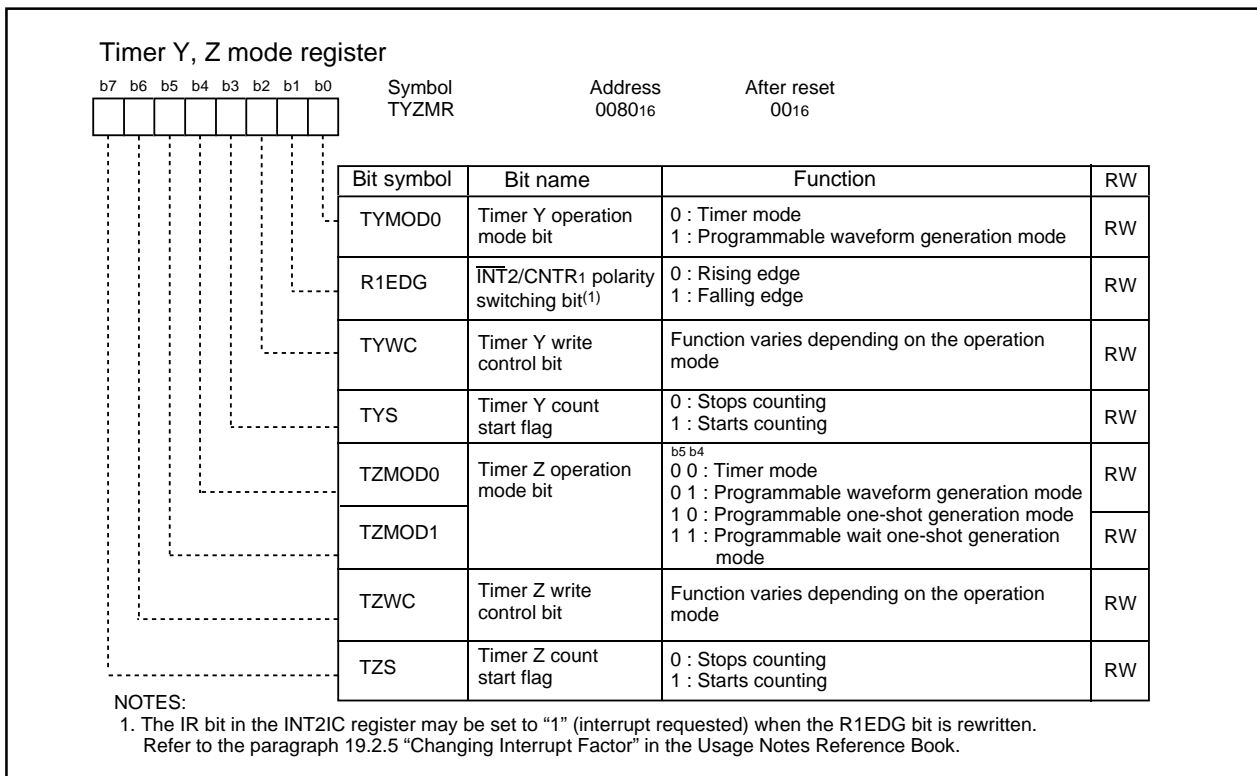 Timer Y, Z mode register
b7 b6 b5 b4 b3 b2 b1 b0
Symbol Address After reset
TYZMR 008016 0016
Bit symbol Bit name Function RW
TYMOD0 Timer Y operation mode bit 0 : Timer mode RW
1 : Programmable waveform generation mode
R1EDG INT2/CNTR1 polarity switching bit(1) 0 : Rising edge RW
1 : Falling edge
TYWC Timer Y write control bit Function varies depending on the operation mode RW
TYS Timer Y count start flag 0 : Stops counting RW
1 : Starts counting
TZMOD0 Timer Z operation mode bit b5 b4 RW
0 0 : Timer mode
0 1 : Programmable waveform generation mode
1 0 : Programmable one-shot generation mode
TZMOD1 1 1 : Programmable wait one-shot generation mode RW
TZWC Timer Z write control bit Function varies depending on the operation mode RW
TZS Timer Z count start flag 0 : Stops counting RW
1 : Starts counting
NOTES:
1. The IR bit in the INT2IC register may be set to “1” (interrupt requested) when the R1EDG bit is rewritten.
Refer to the paragraph 19.2.5 “Changing Interrupt Factor” in the Usage Notes Reference Book.